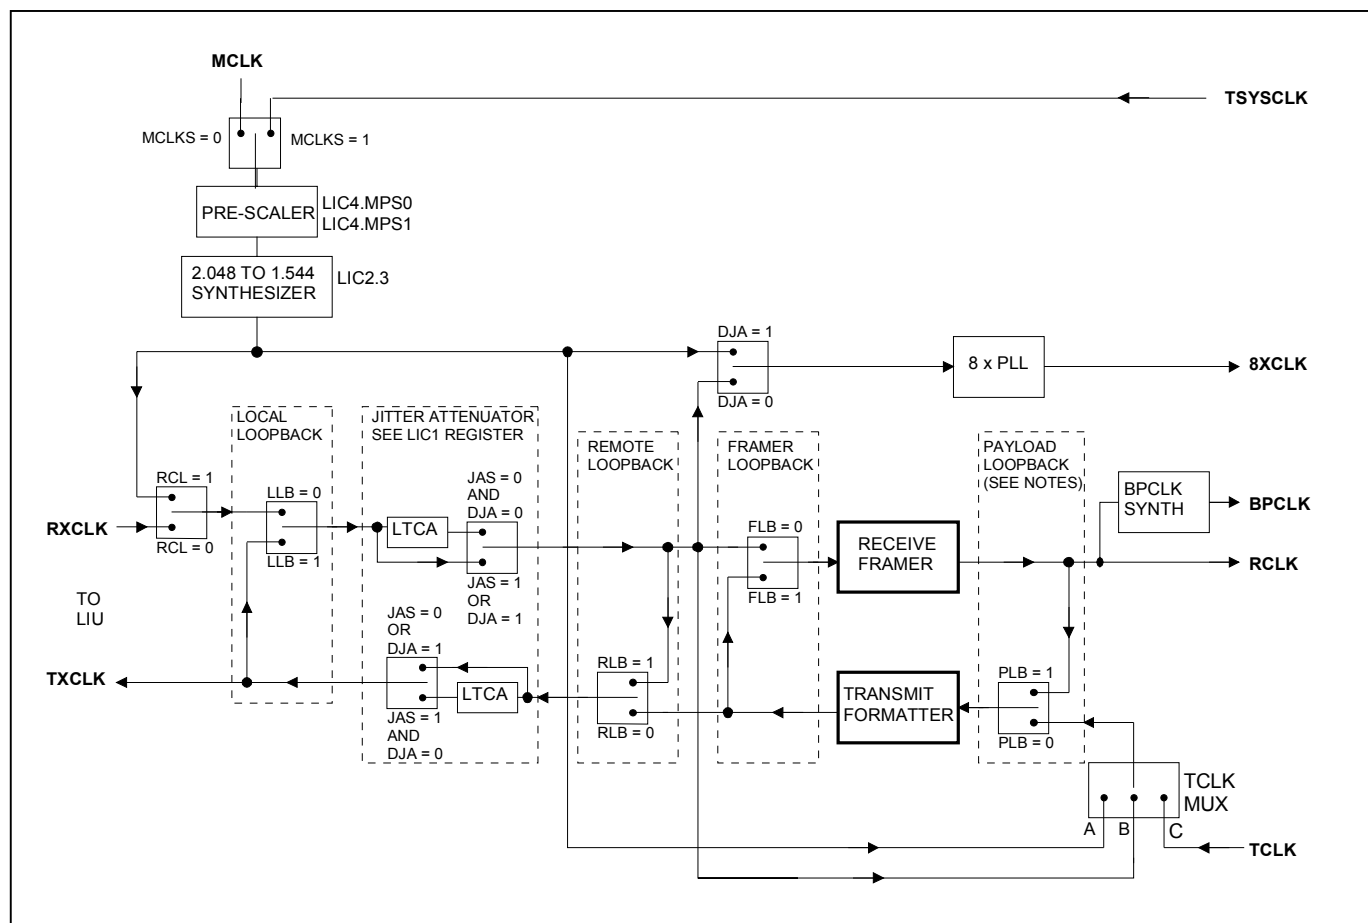 MCLK
TSYSCLK
MCLKS = 0
MCLKS = 1
PRE-SCALER
LIC4.MPS0
LIC4.MPS1
2.048 TO 1.544
SYNTHESIZER
LIC2.3
DJA = 1
DJA = 0
8 x PLL
8XCLK
LOCAL
LOOPBACK
JITTER ATTENUATOR
SEE LIC1 REGISTER
REMOTE
LOOPBACK
FRAMER
LOOPBACK
PAYLOAD
LOOPBACK
(SEE NOTES)
RCL = 1
RCL = 0
RXCLK
LLB = 0
LLB = 1
LTCA
JAS = 0
AND
DJA = 0
JAS = 1
OR
DJA = 1
FLB = 0
FLB = 1
RECEIVE
FRAMER
BPCLK
SYNTH
BPCLK
RCLK
TO
LIU
TXCLK
JAS = 0
OR
DJA = 1
LTCA
JAS = 1
AND
DJA = 0
RLB = 1
RLB = 0
TRANSMIT
FORMATTER
PLB = 1
PLB = 0
TCLK
MUX
A
B
C
TCLK